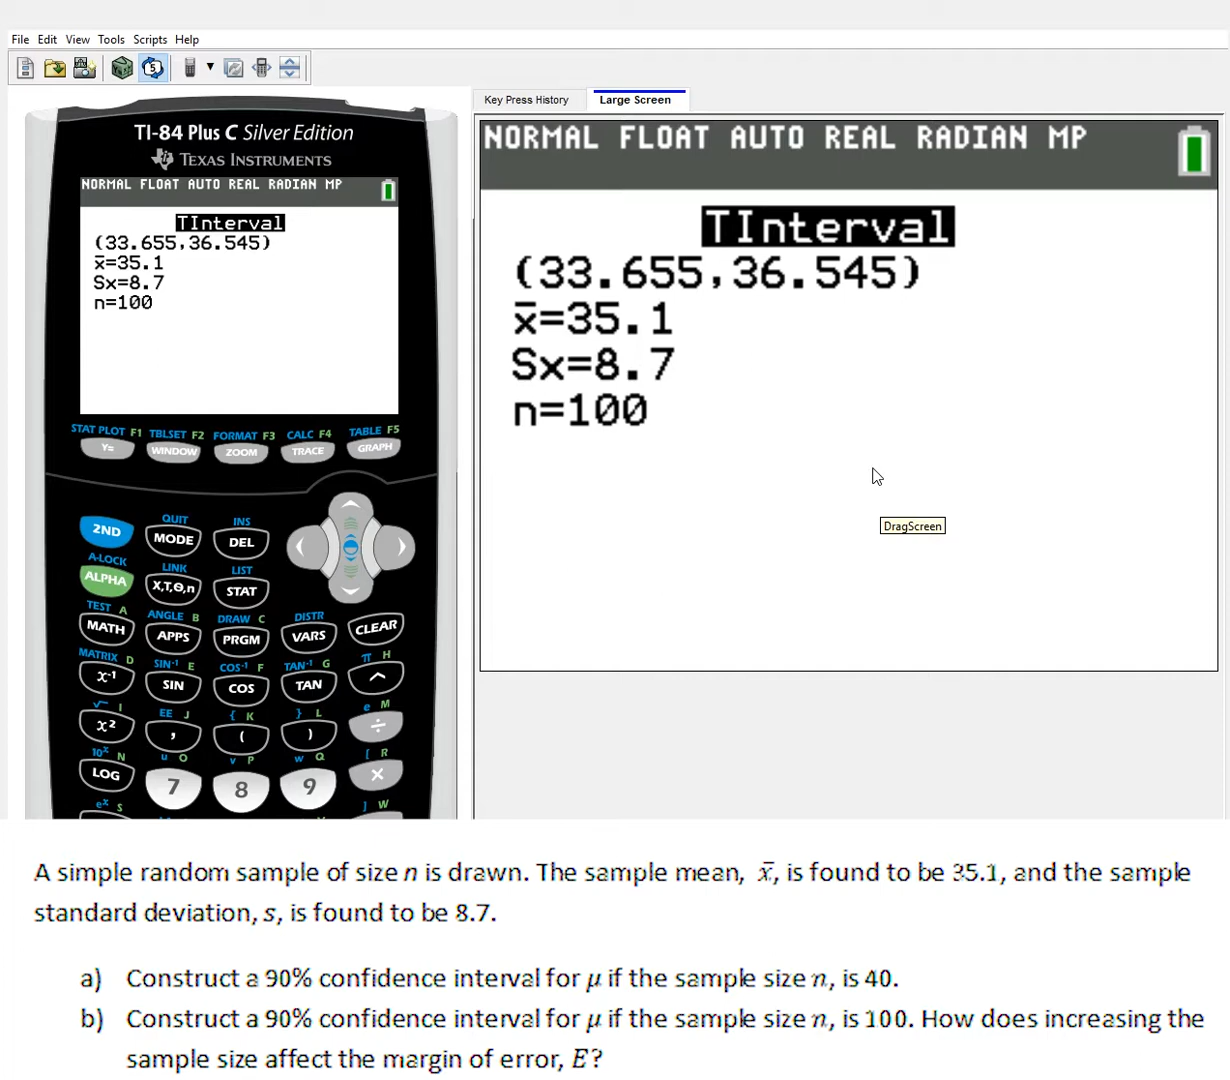 File Edit View Tools Scripts Help
5
Key Press History Large Screen
TI-84 Plus C Silver Edition
TEXAS INSTRUMENTS
NORMAL FLOAT AUTO REAL RADIAN MP
TInterval
(33.655,36.545)
x̄=35.1
Sx=8.7
n=100
STAT PLOT F1 TBLSET F2 FORMAT F3 CALC F4 TABLE F5
Y= WINDOW ZOOM TRACE GRAPH
QUIT INS
2ND MODE DEL
A-LOCK LINK LIST
ALPHA X,T,Θ,n STAT
TEST A ANGLE B DRAW C DISTR
MATH APPS PRGM VARS CLEAR
MATRIX D SIN⁻¹ E COS⁻¹ F TAN⁻¹ G π H
x⁻¹ SIN COS TAN ^
√ I EE J { K } L e M
x² , ( ) ÷
10ˣ N u O v P w Q [ R
LOG 7 8 9 ×
eˣ S ] W
NORMAL FLOAT AUTO REAL RADIAN MP
TInterval
(33.655,36.545)
x̄=35.1
Sx=8.7
n=100
DragScreen
A simple random sample of size n is drawn. The sample mean, x̄, is found to be 35.1, and the sample
standard deviation, s, is found to be 8.7.
a) Construct a 90% confidence interval for μ if the sample size n, is 40.
b) Construct a 90% confidence interval for μ if the sample size n, is 100. How does increasing the
sample size affect the margin of error, E?